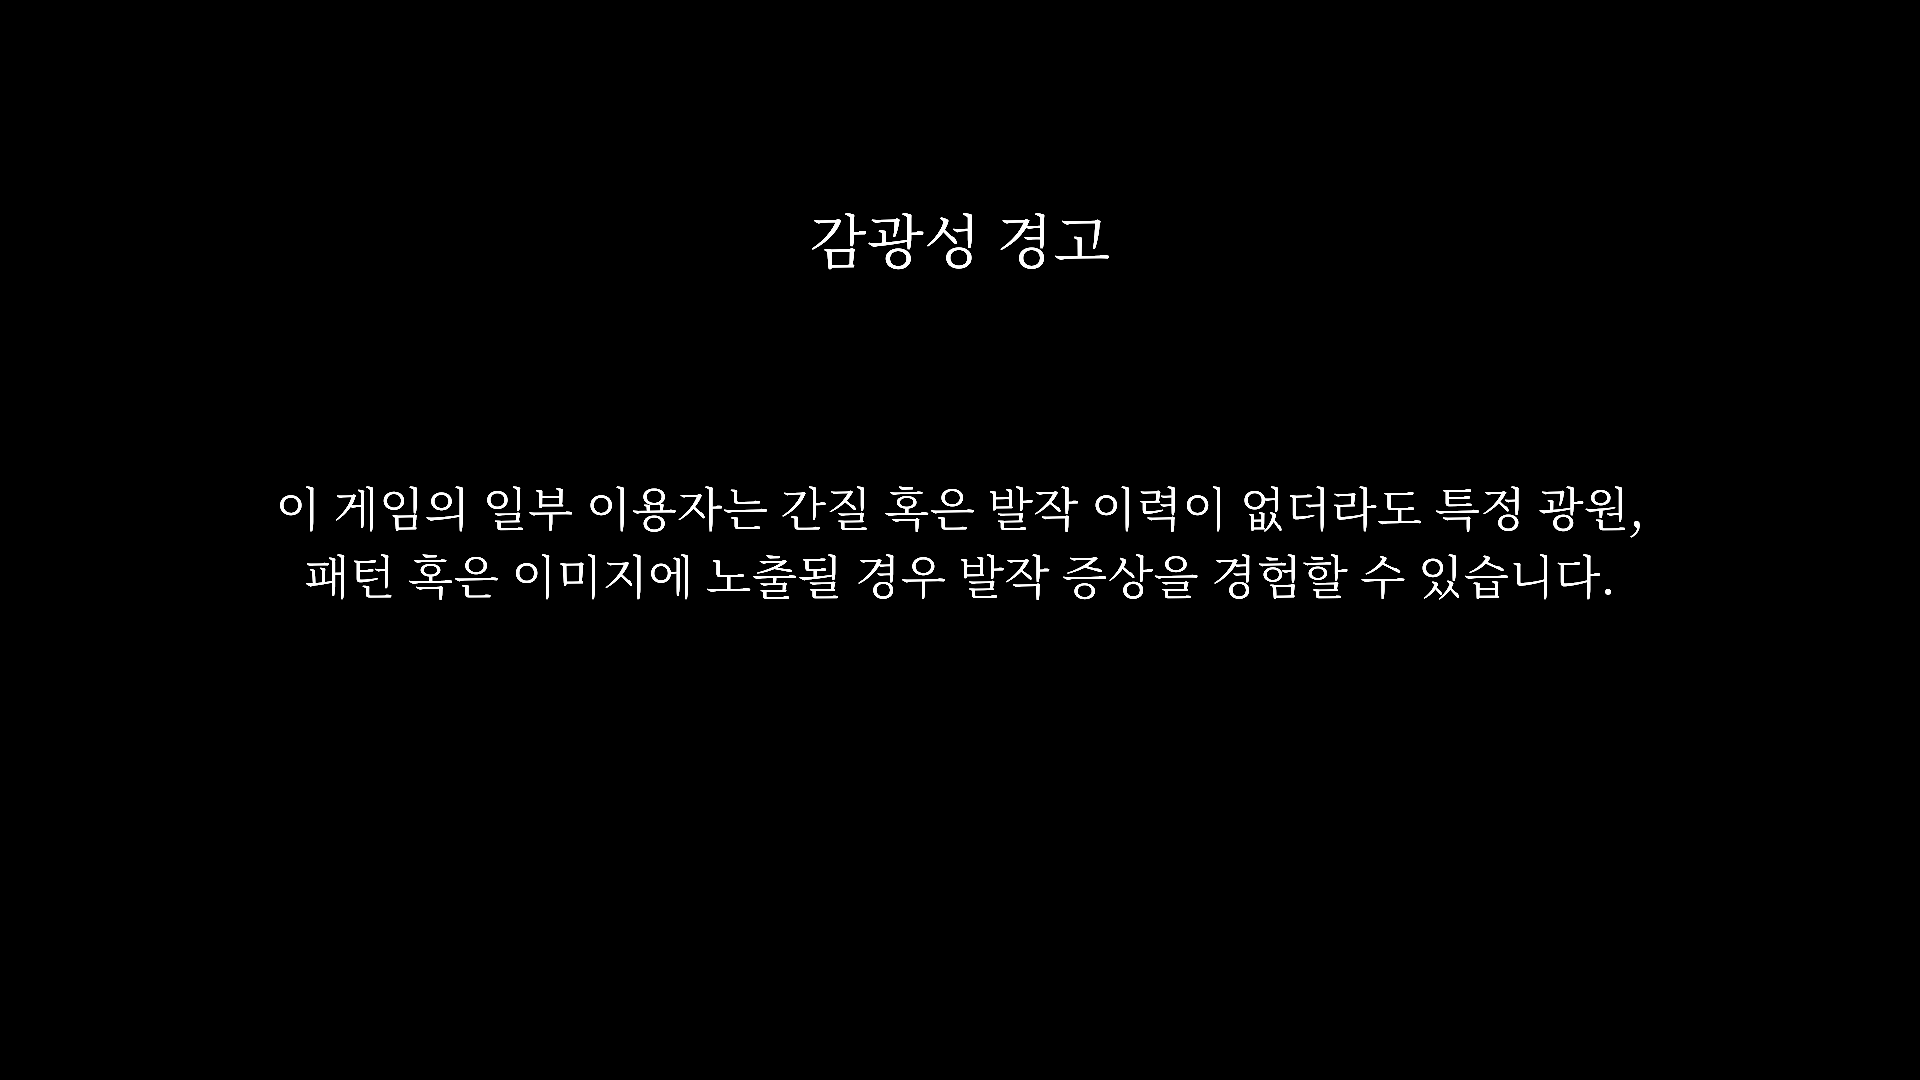 감광성 경고
이 게임의 일부 이용자는 간질 혹은 발작 이력이 없더라도 특정 광원,
패턴 혹은 이미지에 노출될 경우 발작 증상을 경험할 수 있습니다.